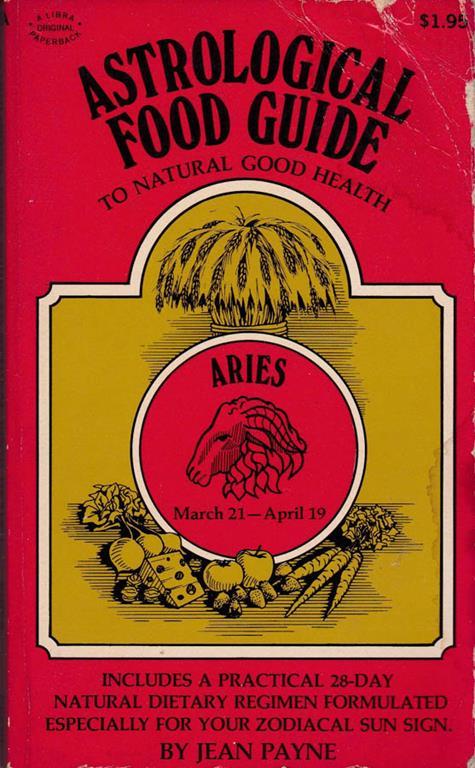 A LIBRA
ORIGINAL
PAPERBACK
$1.95
ASTROLOGICAL
FOOD GUIDE
TO NATURAL GOOD HEALTH
ARIES
March 21—April 19
INCLUDES A PRACTICAL 28-DAY
NATURAL DIETARY REGIMEN FORMULATED
ESPECIALLY FOR YOUR ZODIACAL SUN SIGN.
BY JEAN PAYNE